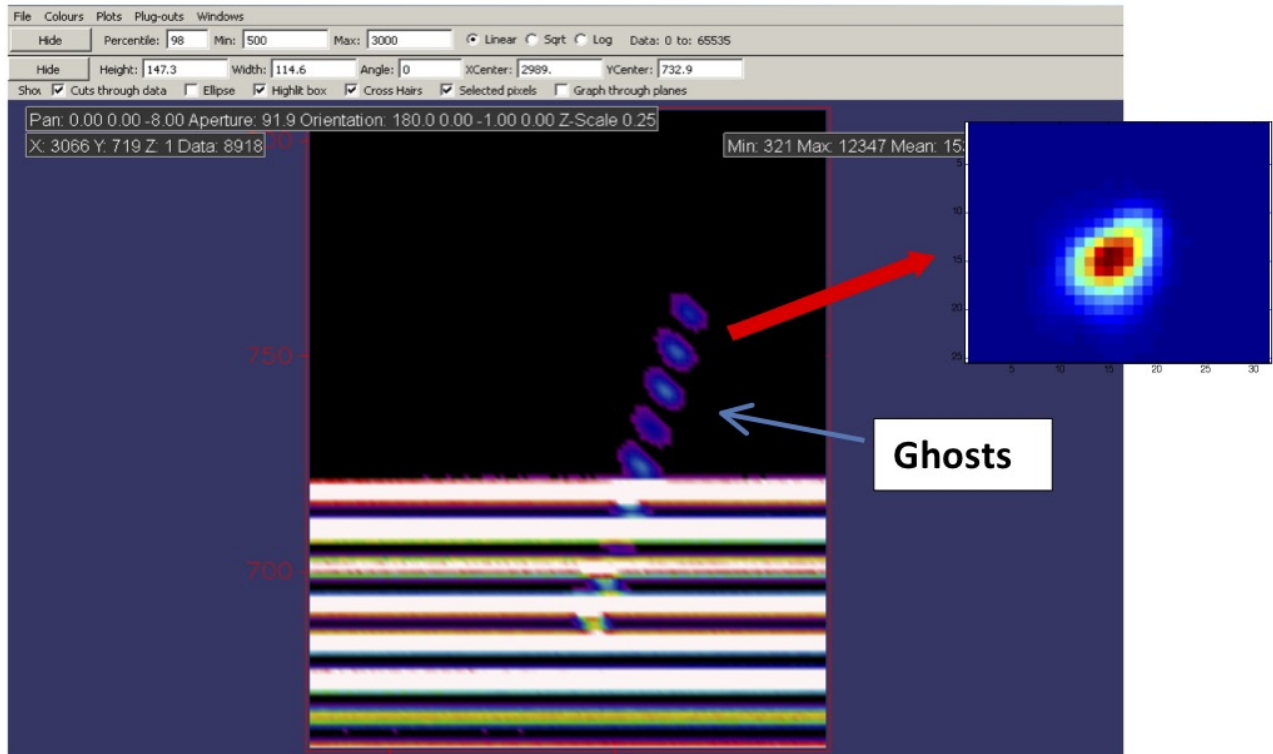 File Colours Plots Plug-outs Windows
Hide Percentile: 98 Min: 500 Max: 3000 Linear Sqrt Log Data: 0 to: 65535
Hide Height: 147.3 Width: 114.6 Angle: 0 XCenter: 2989. YCenter: 732.9
Cuts through data Ellipse Highlit box Cross Hairs Selected pixels Graph through planes
Pan: 0.00 0.00 -8.00 Aperture: 91.9 Orientation: 180.0 0.00 -1.00 0.00 Z-Scale 0.25
X: 3066 Y: 719 Z: 1 Data: 8918
Min: 321 Max: 12347 Mean:
5
10
15
20
25
5 10 15 20 25 30
750
Ghosts
700